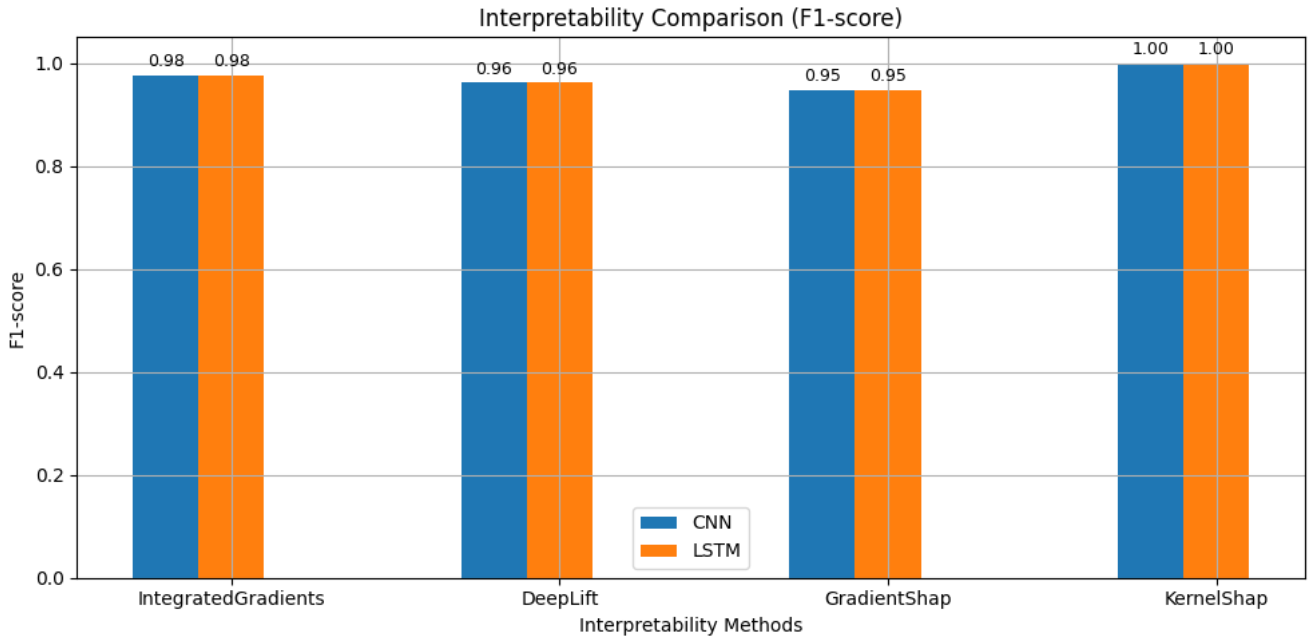 Interpretability Comparison (F1-score)
0.98 0.98 0.96 0.96 0.95 0.95 1.00 1.00
1.0
0.8
0.6
0.4
0.2
0.0
F1-score
CNN
LSTM
IntegratedGradients DeepLift GradientShap KernelShap
Interpretability Methods